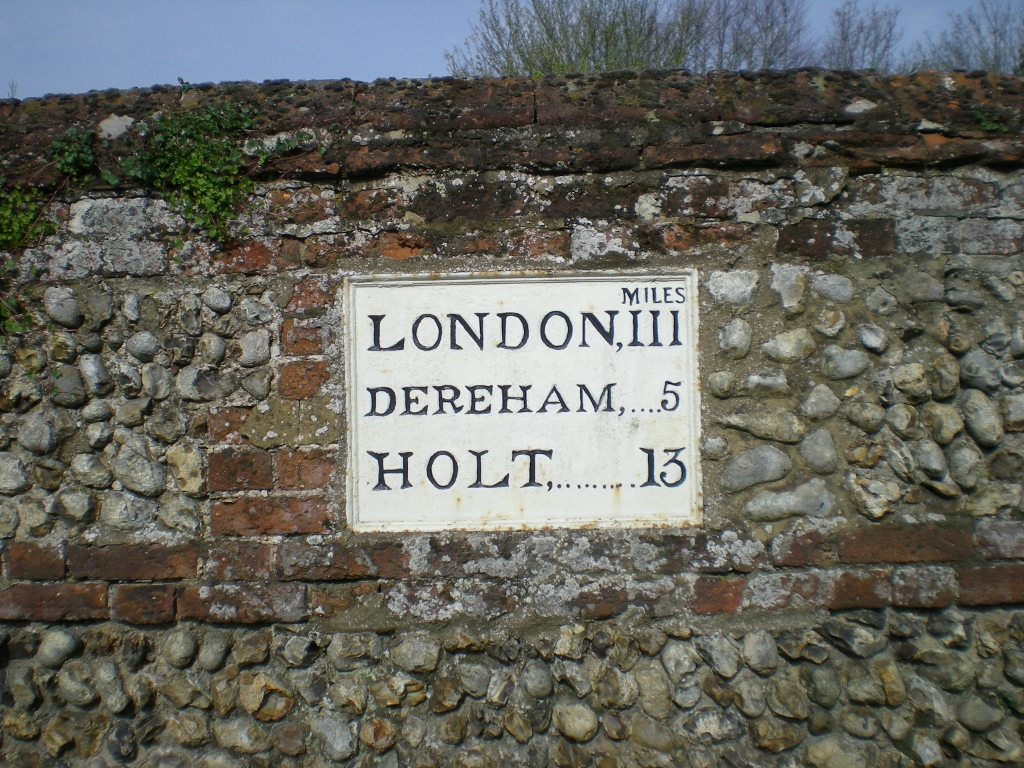 MILES
LONDON,111
DEREHAM,....5
HOLT,.........13